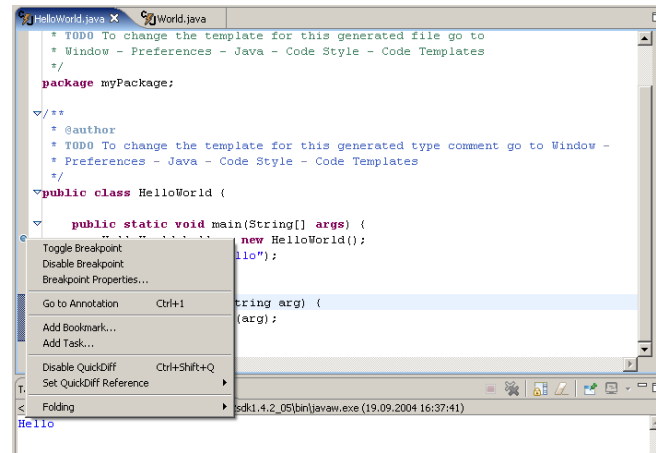 HelloWorld.java World.java
* TODO To change the template for this generated file go to
* Window - Preferences - Java - Code Style - Code Templates
*/
package myPackage;
/**
* @author
* TODO To change the template for this generated type comment go to Window -
* Preferences - Java - Code Style - Code Templates
*/
public class HelloWorld {
public static void main(String[] args) {
new HelloWorld();
llo");
tring arg) {
(arg);
Toggle Breakpoint
Disable Breakpoint
Breakpoint Properties...
Go to Annotation Ctrl+1
Add Bookmark...
Add Task...
Disable QuickDiff Ctrl+Shift+Q
Set QuickDiff Reference
Folding
sdk1.4.2_05\bin\javaw.exe (19.09.2004 16:37:41)
Hello